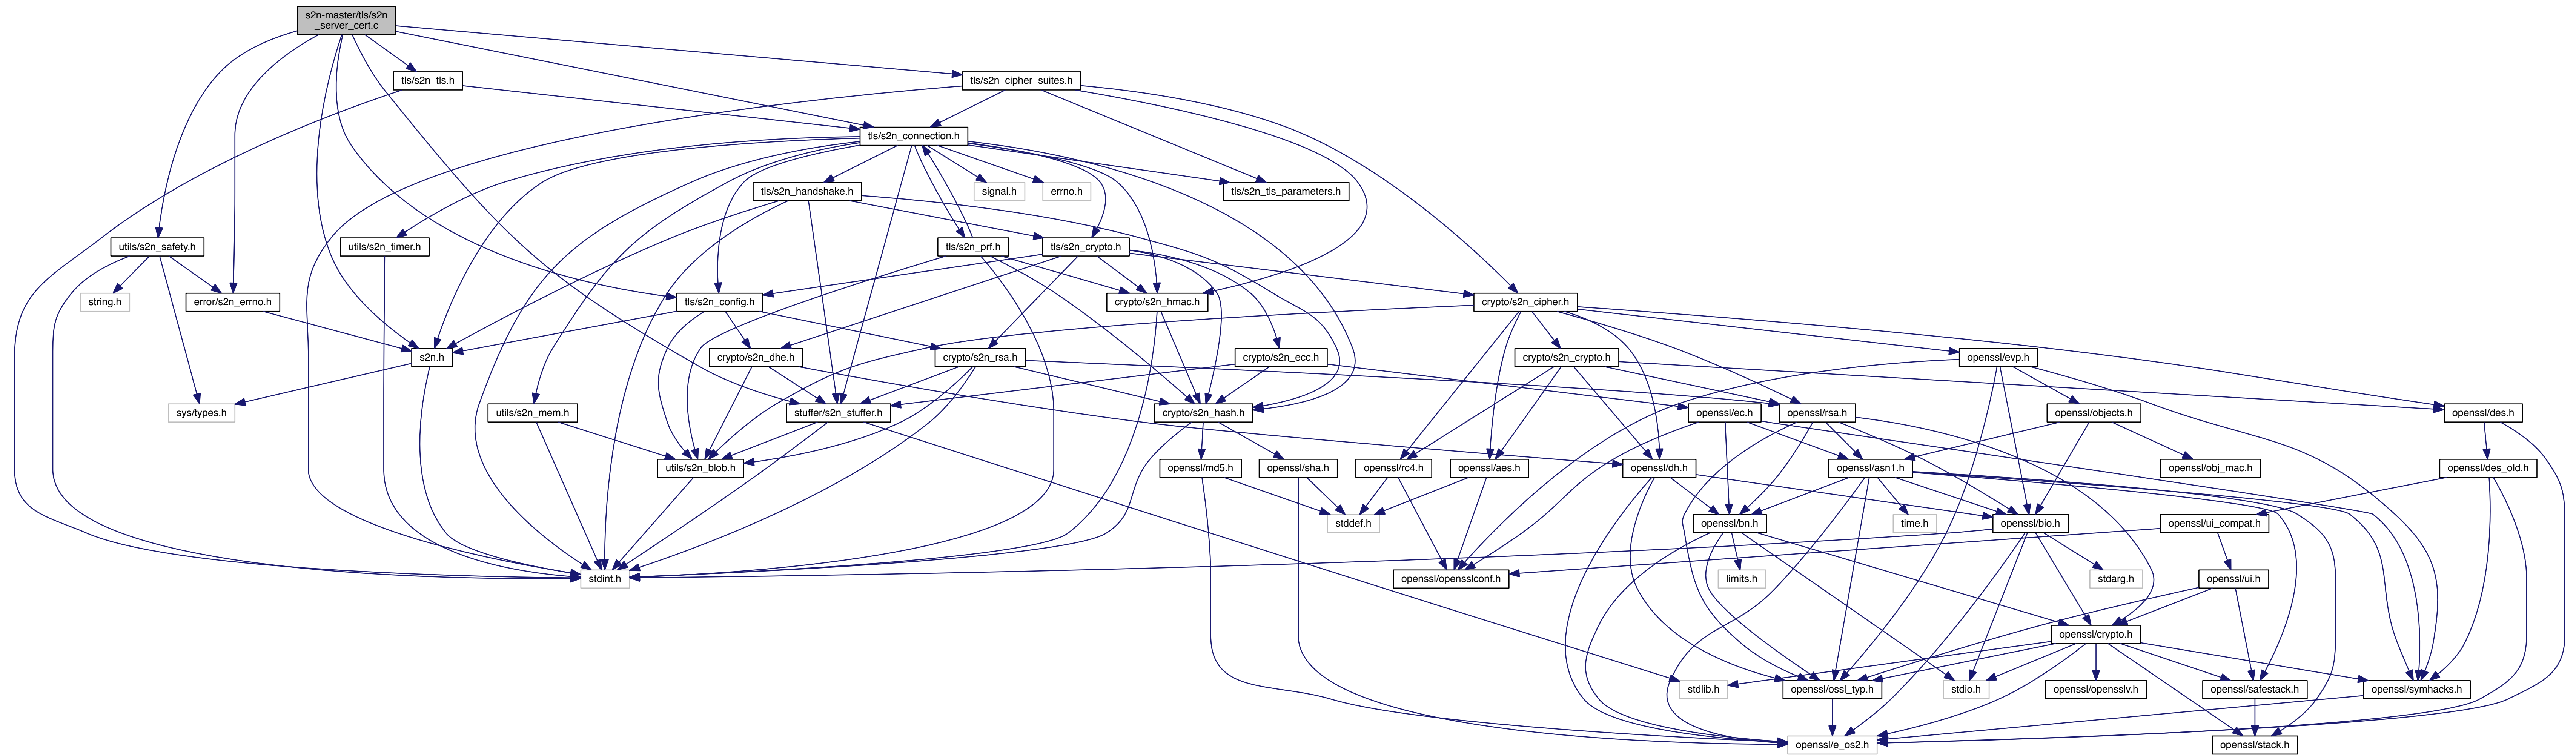 s2n-master/tls/s2n
_server_cert.c
tls/s2n_tls.h
tls/s2n_cipher_suites.h
tls/s2n_connection.h
tls/s2n_handshake.h
signal.h
errno.h
tls/s2n_tls_parameters.h
utils/s2n_safety.h
utils/s2n_timer.h
tls/s2n_prf.h
tls/s2n_crypto.h
string.h
error/s2n_errno.h
tls/s2n_config.h
crypto/s2n_hmac.h
crypto/s2n_cipher.h
s2n.h
crypto/s2n_dhe.h
crypto/s2n_rsa.h
crypto/s2n_ecc.h
crypto/s2n_crypto.h
openssl/evp.h
sys/types.h
utils/s2n_mem.h
stuffer/s2n_stuffer.h
crypto/s2n_hash.h
openssl/ec.h
openssl/rsa.h
openssl/objects.h
openssl/des.h
utils/s2n_blob.h
openssl/md5.h
openssl/sha.h
openssl/rc4.h
openssl/aes.h
openssl/dh.h
openssl/asn1.h
openssl/obj_mac.h
openssl/des_old.h
stddef.h
openssl/bn.h
time.h
openssl/bio.h
openssl/ui_compat.h
stdint.h
openssl/opensslconf.h
limits.h
stdarg.h
openssl/ui.h
openssl/crypto.h
stdlib.h
openssl/ossl_typ.h
stdio.h
openssl/opensslv.h
openssl/safestack.h
openssl/symhacks.h
openssl/e_os2.h
openssl/stack.h